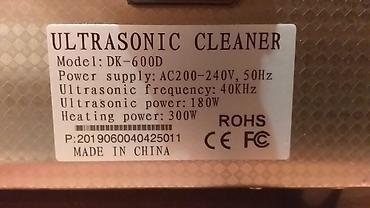 ULTRASONIC CLEANER
Model: DK-600D
Power supply: AC200-240V, 50Hz
Ultrasonic frequency: 40KHz
Ultrasonic power: 180W
Heating power: 300W
ROHS
P:2019060040425011
CE FC
MADE IN CHINA